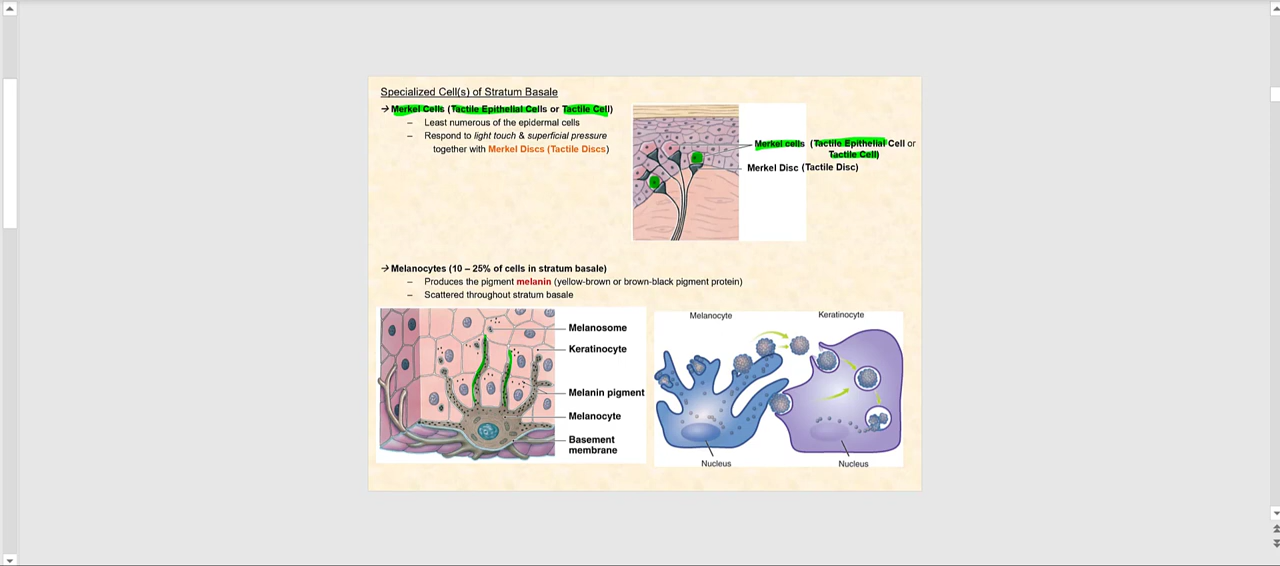 Specialized Cell(s) of Stratum Basale
→ Merkel Cells (Tactile Epithelial Cells or Tactile Cell)
– Least numerous of the epidermal cells
– Respond to light touch & superficial pressure
together with Merkel Discs (Tactile Discs)
Merkel cells (Tactile Epithelial Cell or
Tactile Cell)
Merkel Disc (Tactile Disc)
→ Melanocytes (10 – 25% of cells in stratum basale)
– Produces the pigment melanin (yellow-brown or brown-black pigment protein)
– Scattered throughout stratum basale
Melanosome
Keratinocyte
Melanin pigment
Melanocyte
Basement
membrane
Melanocyte
Keratinocyte
Nucleus
Nucleus